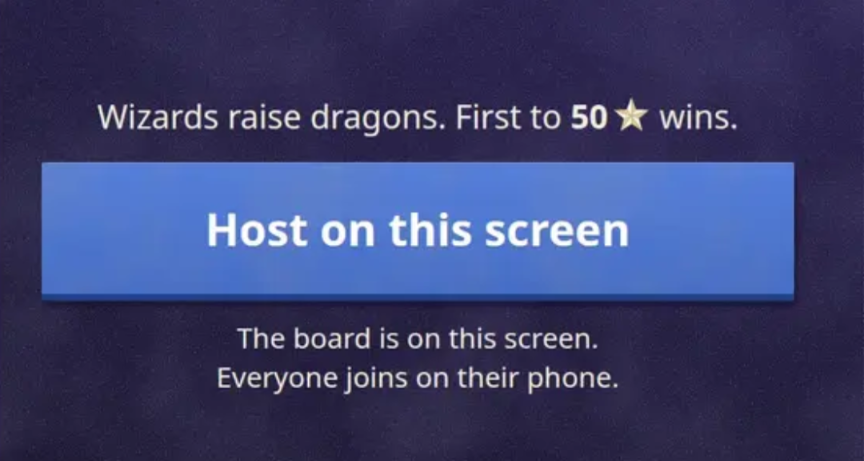 Wizards raise dragons. First to 50 ★ wins.
Host on this screen
The board is on this screen.
Everyone joins on their phone.